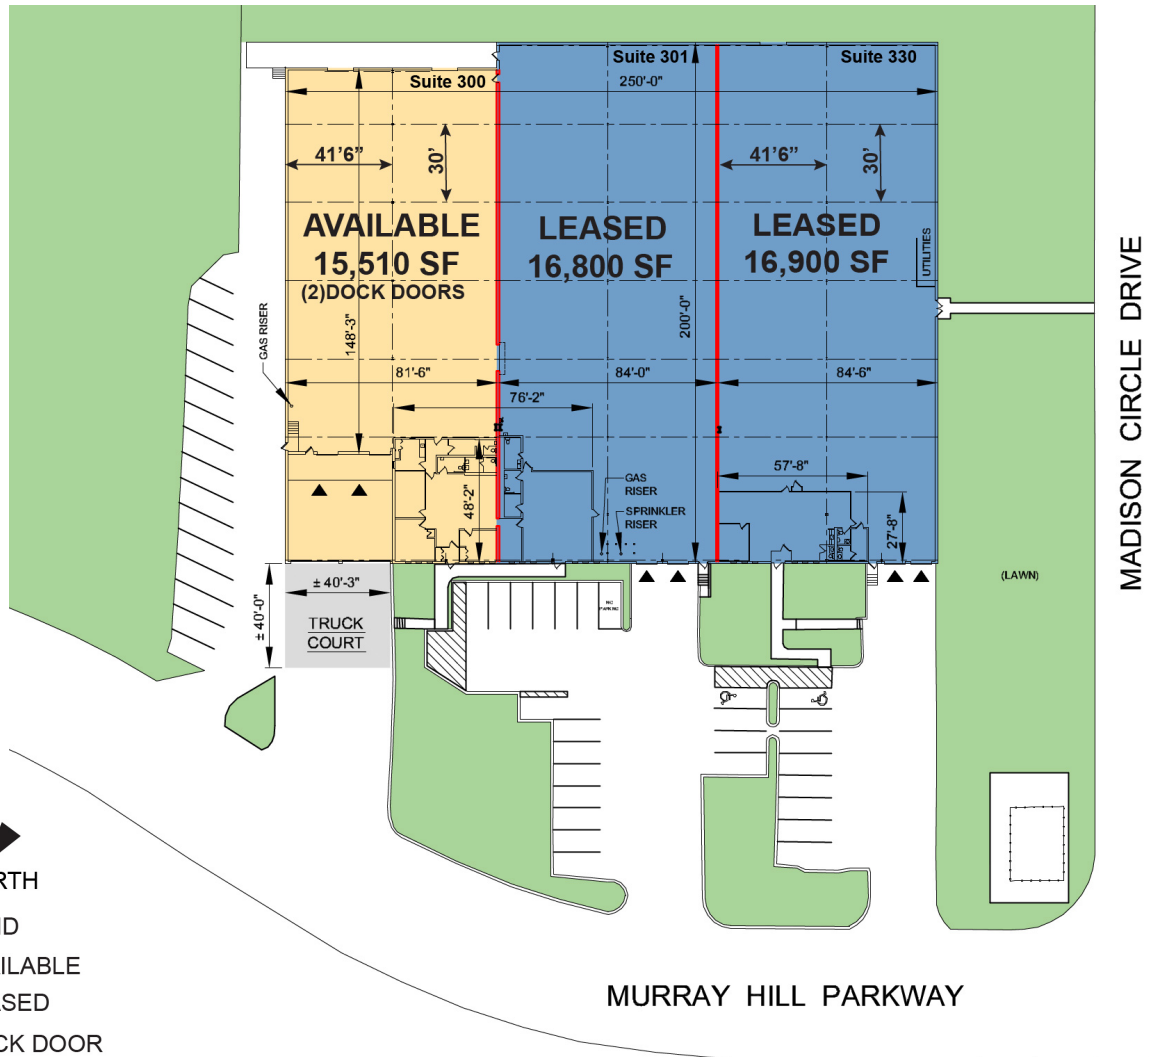 Suite 300
Suite 301
Suite 330
250'-0"
41'6”
30'
41'6”
30'
AVAILABLE
15,510 SF
(2)DOCK DOORS
LEASED
16,800 SF
LEASED
16,900 SF
UTILITIES
GAS RISER
148'-3"
200'-0"
81'-6"
84'-0"
84'-6"
76'-2"
48'-2"
57'-8"
27'-8"
GAS
RISER
SPRINKLER
RISER
± 40'-3"
± 40'-0"
TRUCK
COURT
PARKING
(LAWN)
MADISON CIRCLE DRIVE
MURRAY HILL PARKWAY
RTH
ID
AILABLE
ASED
CK DOOR